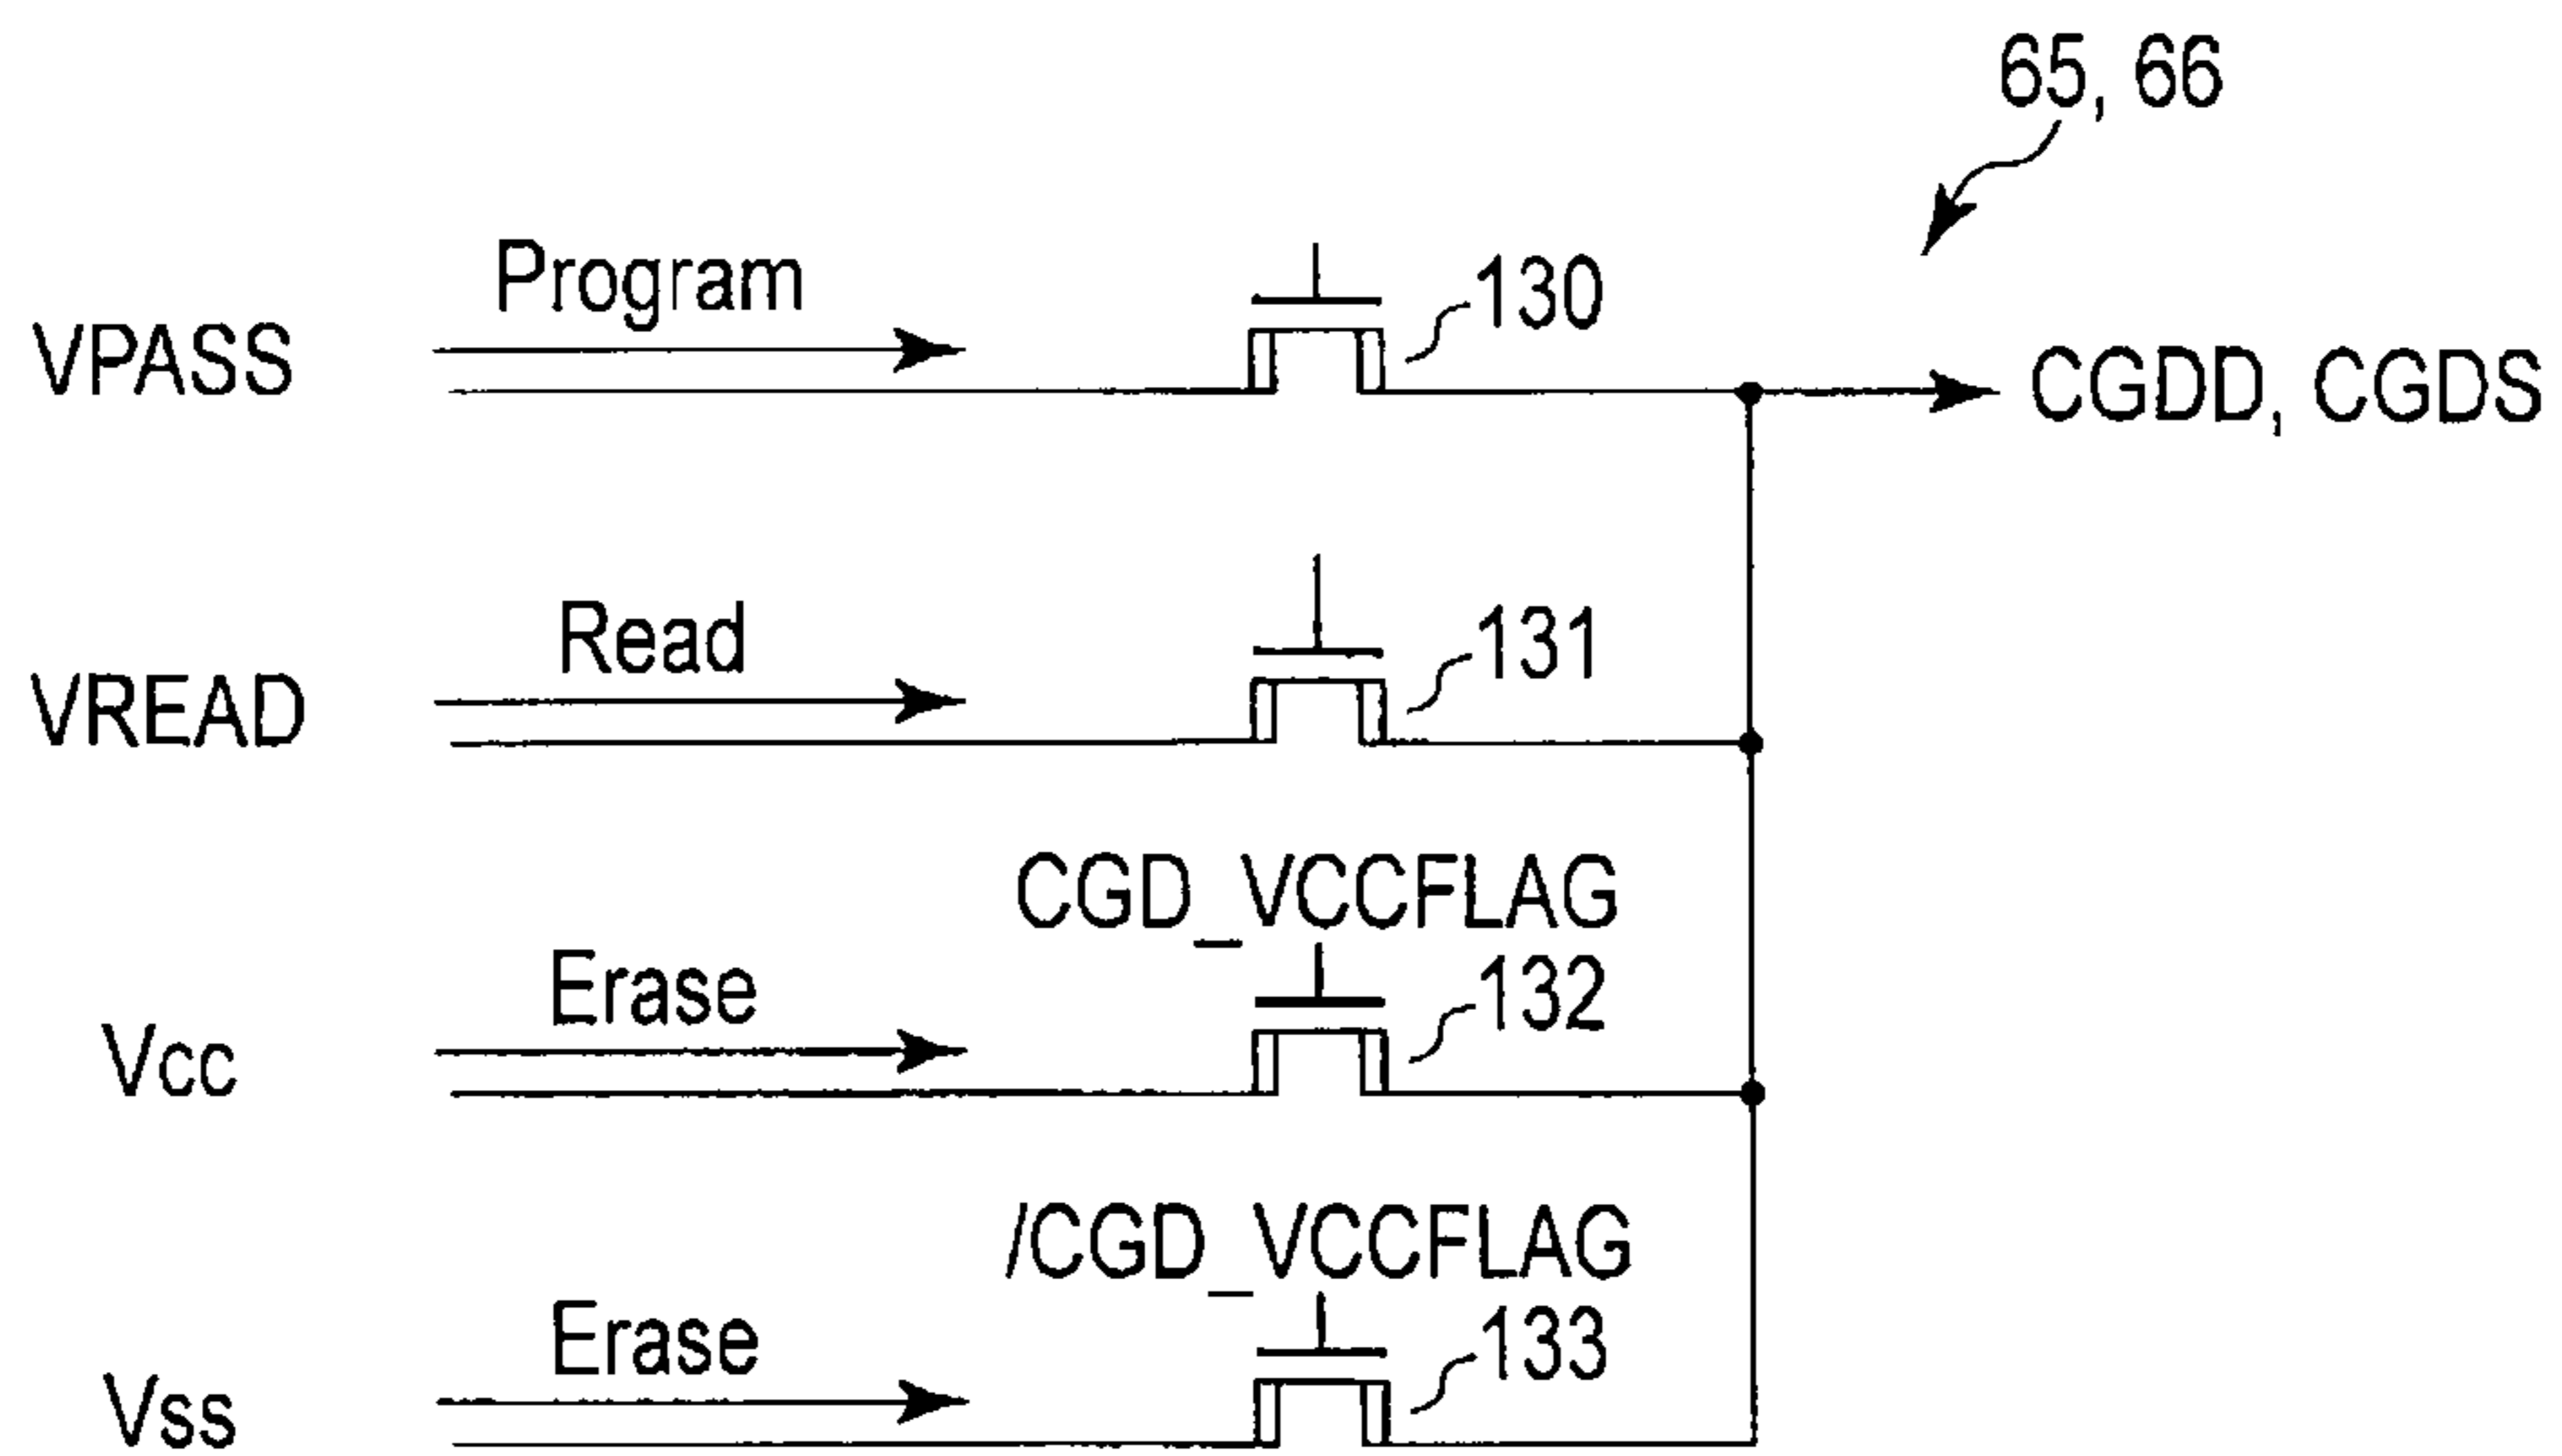 65, 66
Program
130
VPASS
CGDD, CGDS
Read
131
VREAD
CGD_VCCFLAG
Erase
132
Vcc
/CGD_VCCFLAG
Erase
133
Vss